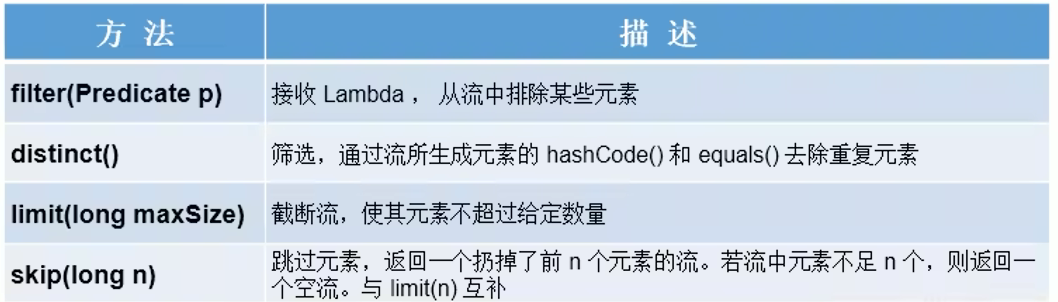 方 法
描 述
filter(Predicate p)
接收 Lambda ， 从流中排除某些元素
distinct()
筛选，通过流所生成元素的 hashCode() 和 equals() 去除重复元素
limit(long maxSize)
截断流，使其元素不超过给定数量
skip(long n)
跳过元素，返回一个扔掉了前 n 个元素的流。若流中元素不足 n 个，则返回一
个空流。与 limit(n) 互补